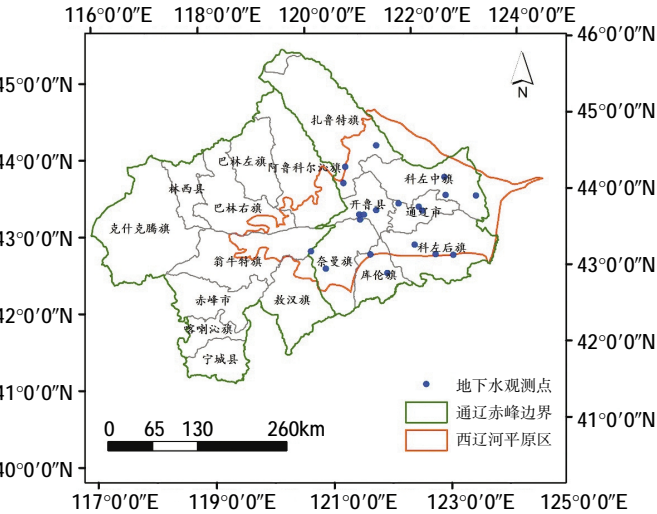 116°0'0"N 118°0'0"N 120°0'0"N 122°0'0"N 124°0'0"N
46°0'0"N
45°0'0"N
45°0'0"N
44°0'0"N
44°0'0"N
43°0'0"N
43°0'0"N
42°0'0"N
42°0'0"N
41°0'0"N
41°0'0"N
40°0'0"N
N
扎鲁特旗
巴林左旗
阿鲁科尔沁旗
林西县
巴林右旗
克什克腾旗
科左中旗
开鲁县
通辽市
科左后旗
翁牛特旗
奈曼旗
库伦旗
赤峰市
敖汉旗
喀喇沁旗
宁城县
地下水观测点
通辽赤峰边界
西辽河平原区
0 65 130 260km
117°0'0"N 119°0'0"N 121°0'0"N 123°0'0"N 125°0'0"N